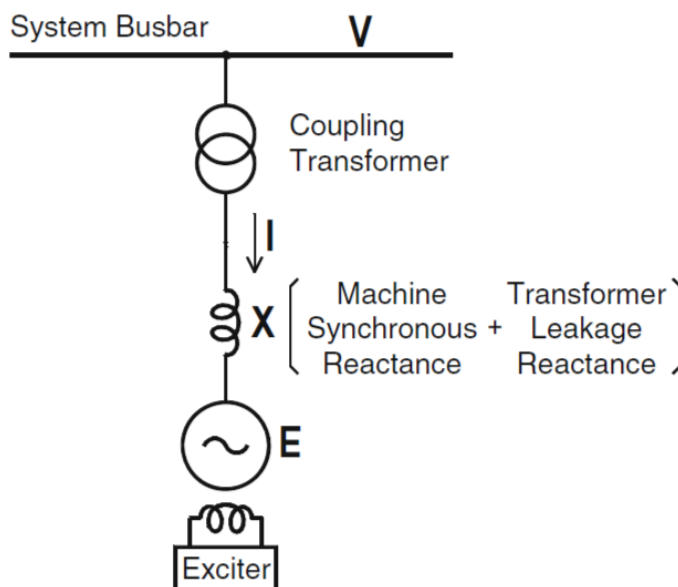 System Busbar
V
Coupling
Transformer
I
X
Machine Transformer
Synchronous + Leakage
Reactance Reactance
E
Exciter